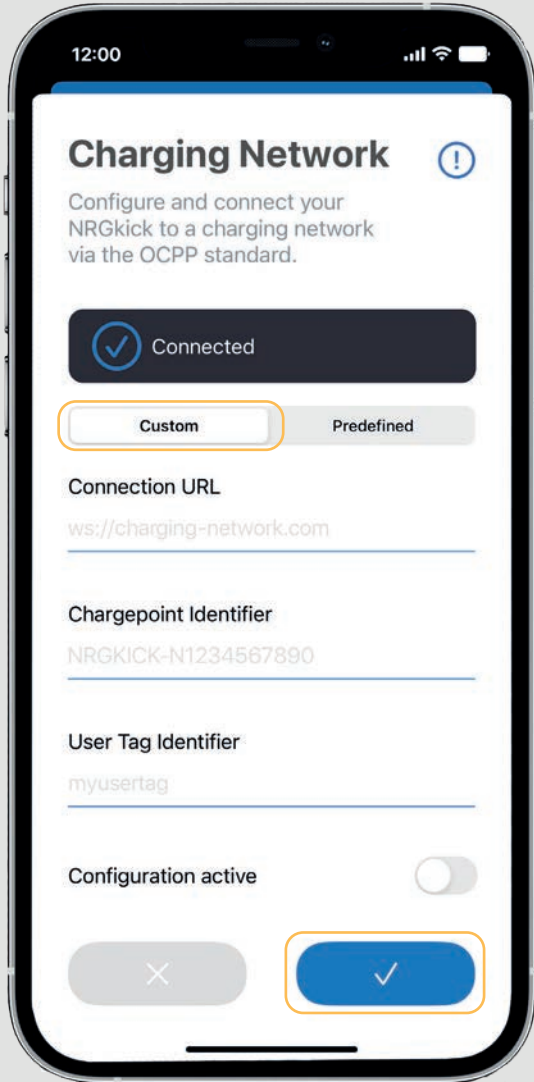 12:00
Charging Network
Configure and connect your
NRGkick to a charging network
via the OCPP standard.
Connected
Custom Predefined
Connection URL
ws://charging-network.com
Chargepoint Identifier
NRGKICK-N1234567890
User Tag Identifier
myusertag
Configuration active